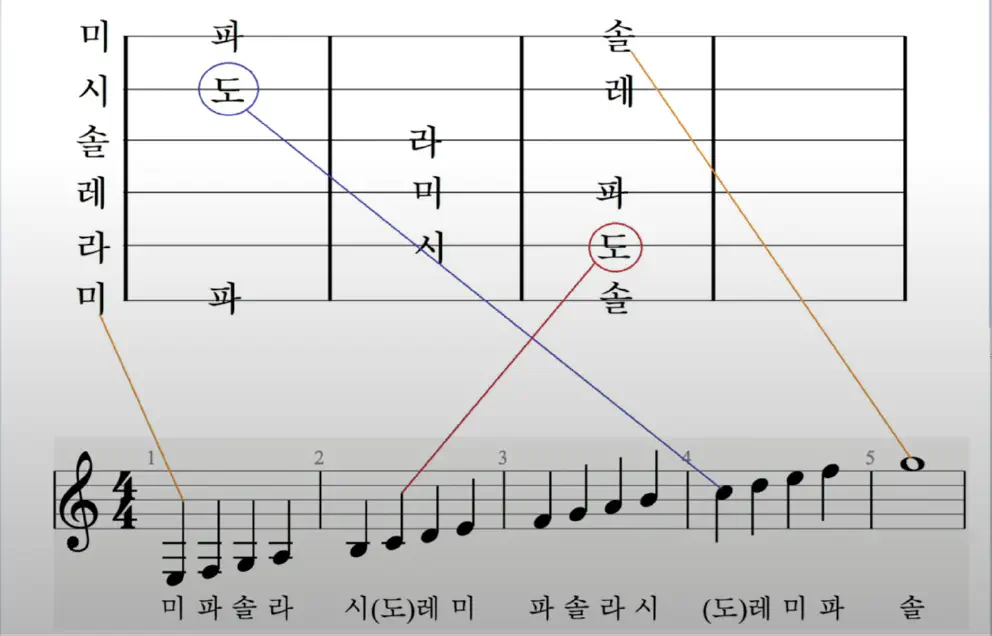 미 파 솔
시 도 레
솔 라
레 미 파
라 시 도
미 파 솔
1 2 3 4 5
4
4
미 파 솔 라 시(도)레 미 파 솔 라 시 (도)레 미 파 솔